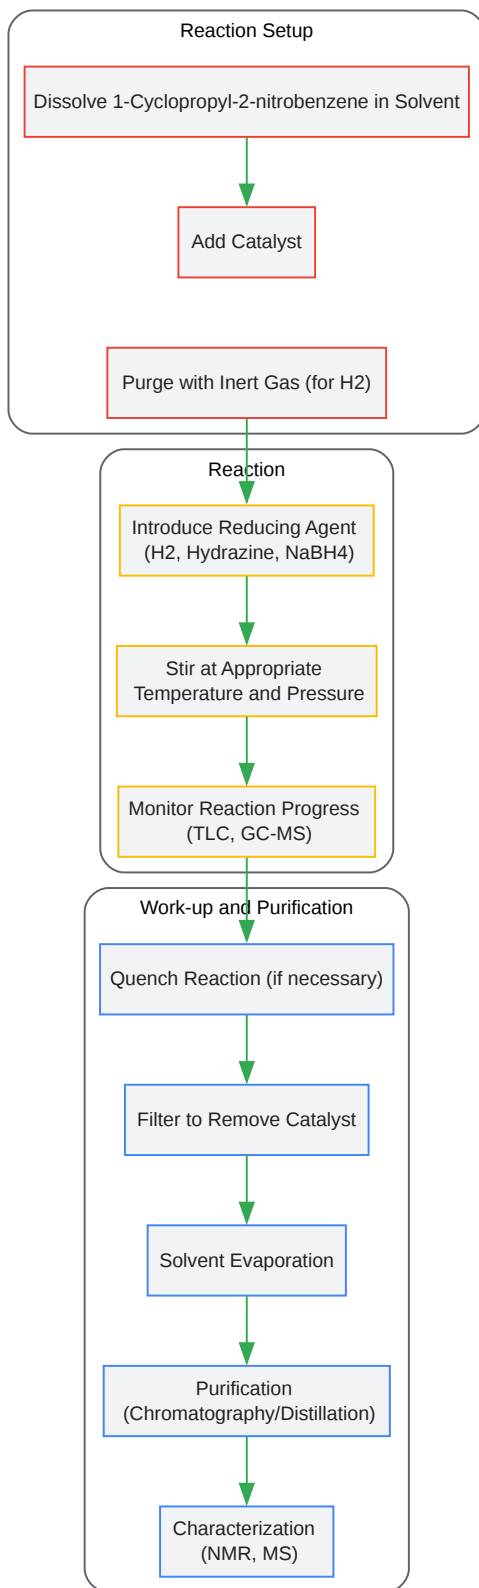 Reaction Setup
Dissolve 1-Cyclopropyl-2-nitrobenzene in Solvent
Add Catalyst
Purge with Inert Gas (for H2)
Reaction
Introduce Reducing Agent
(H2, Hydrazine, NaBH4)
Stir at Appropriate
Temperature and Pressure
Monitor Reaction Progress
(TLC, GC-MS)
Work-up and Purification
Quench Reaction (if necessary)
Filter to Remove Catalyst
Solvent Evaporation
Purification
(Chromatography/Distillation)
Characterization
(NMR, MS)